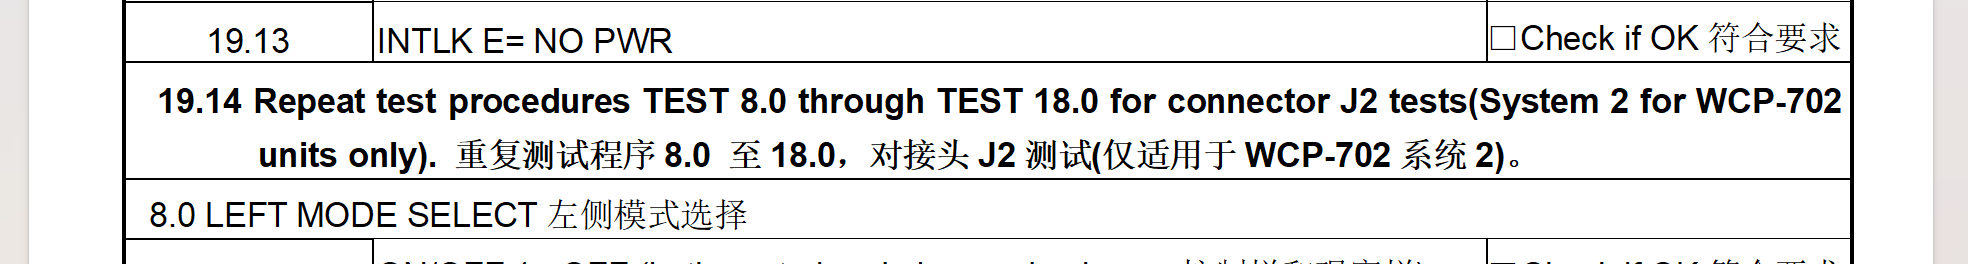 19.13 INTLK E= NO PWR □Check if OK 符合要求
19.14 Repeat test procedures TEST 8.0 through TEST 18.0 for connector J2 tests(System 2 for WCP-702
units only). 重复测试程序 8.0 至 18.0，对接头 J2 测试(仅适用于 WCP-702 系统 2)。
8.0 LEFT MODE SELECT 左侧模式选择